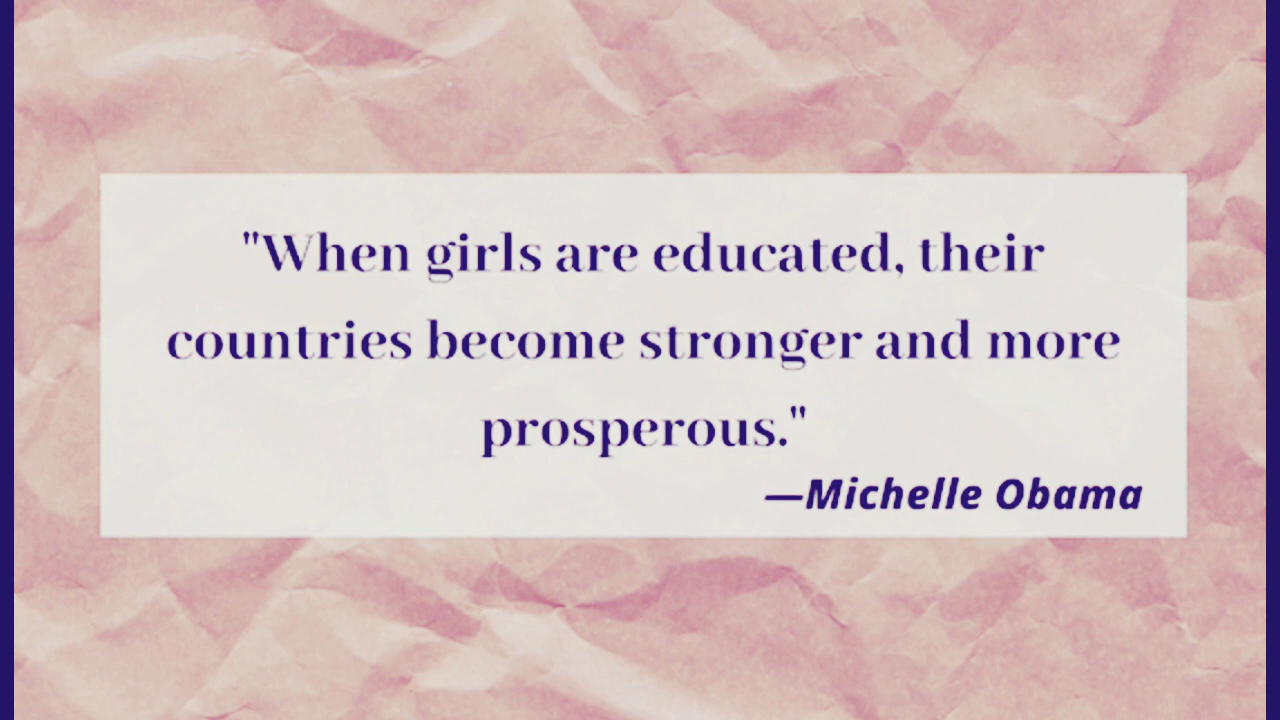 "When girls are educated, their
countries become stronger and more
prosperous."
—Michelle Obama